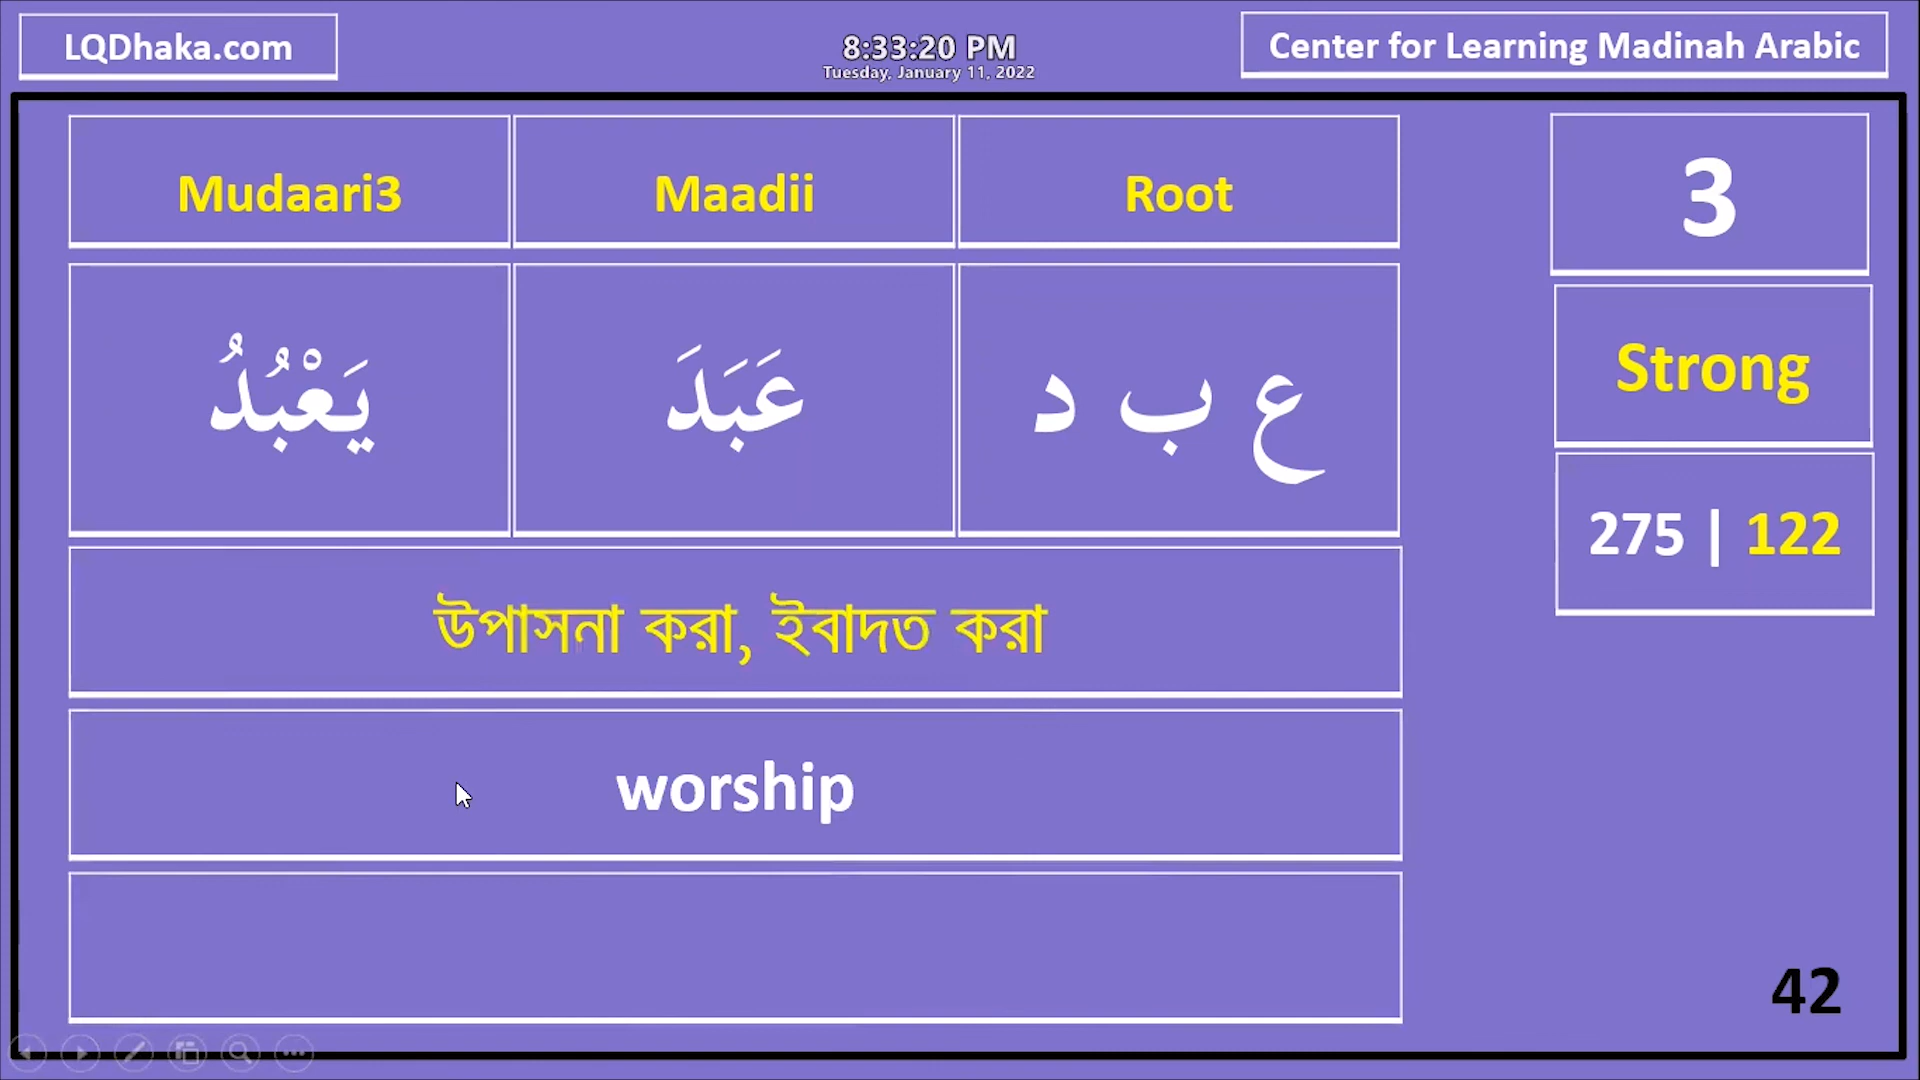 LQDhaka.com
8:33:20 PM
Tuesday, January 11, 2022
Center for Learning Madinah Arabic
Mudaari3
Maadii
Root
3
يَعْبُدُ
عَبَدَ
ع ب د
Strong
275 | 122
উপাসনা করা, ইবাদত করা
worship
42